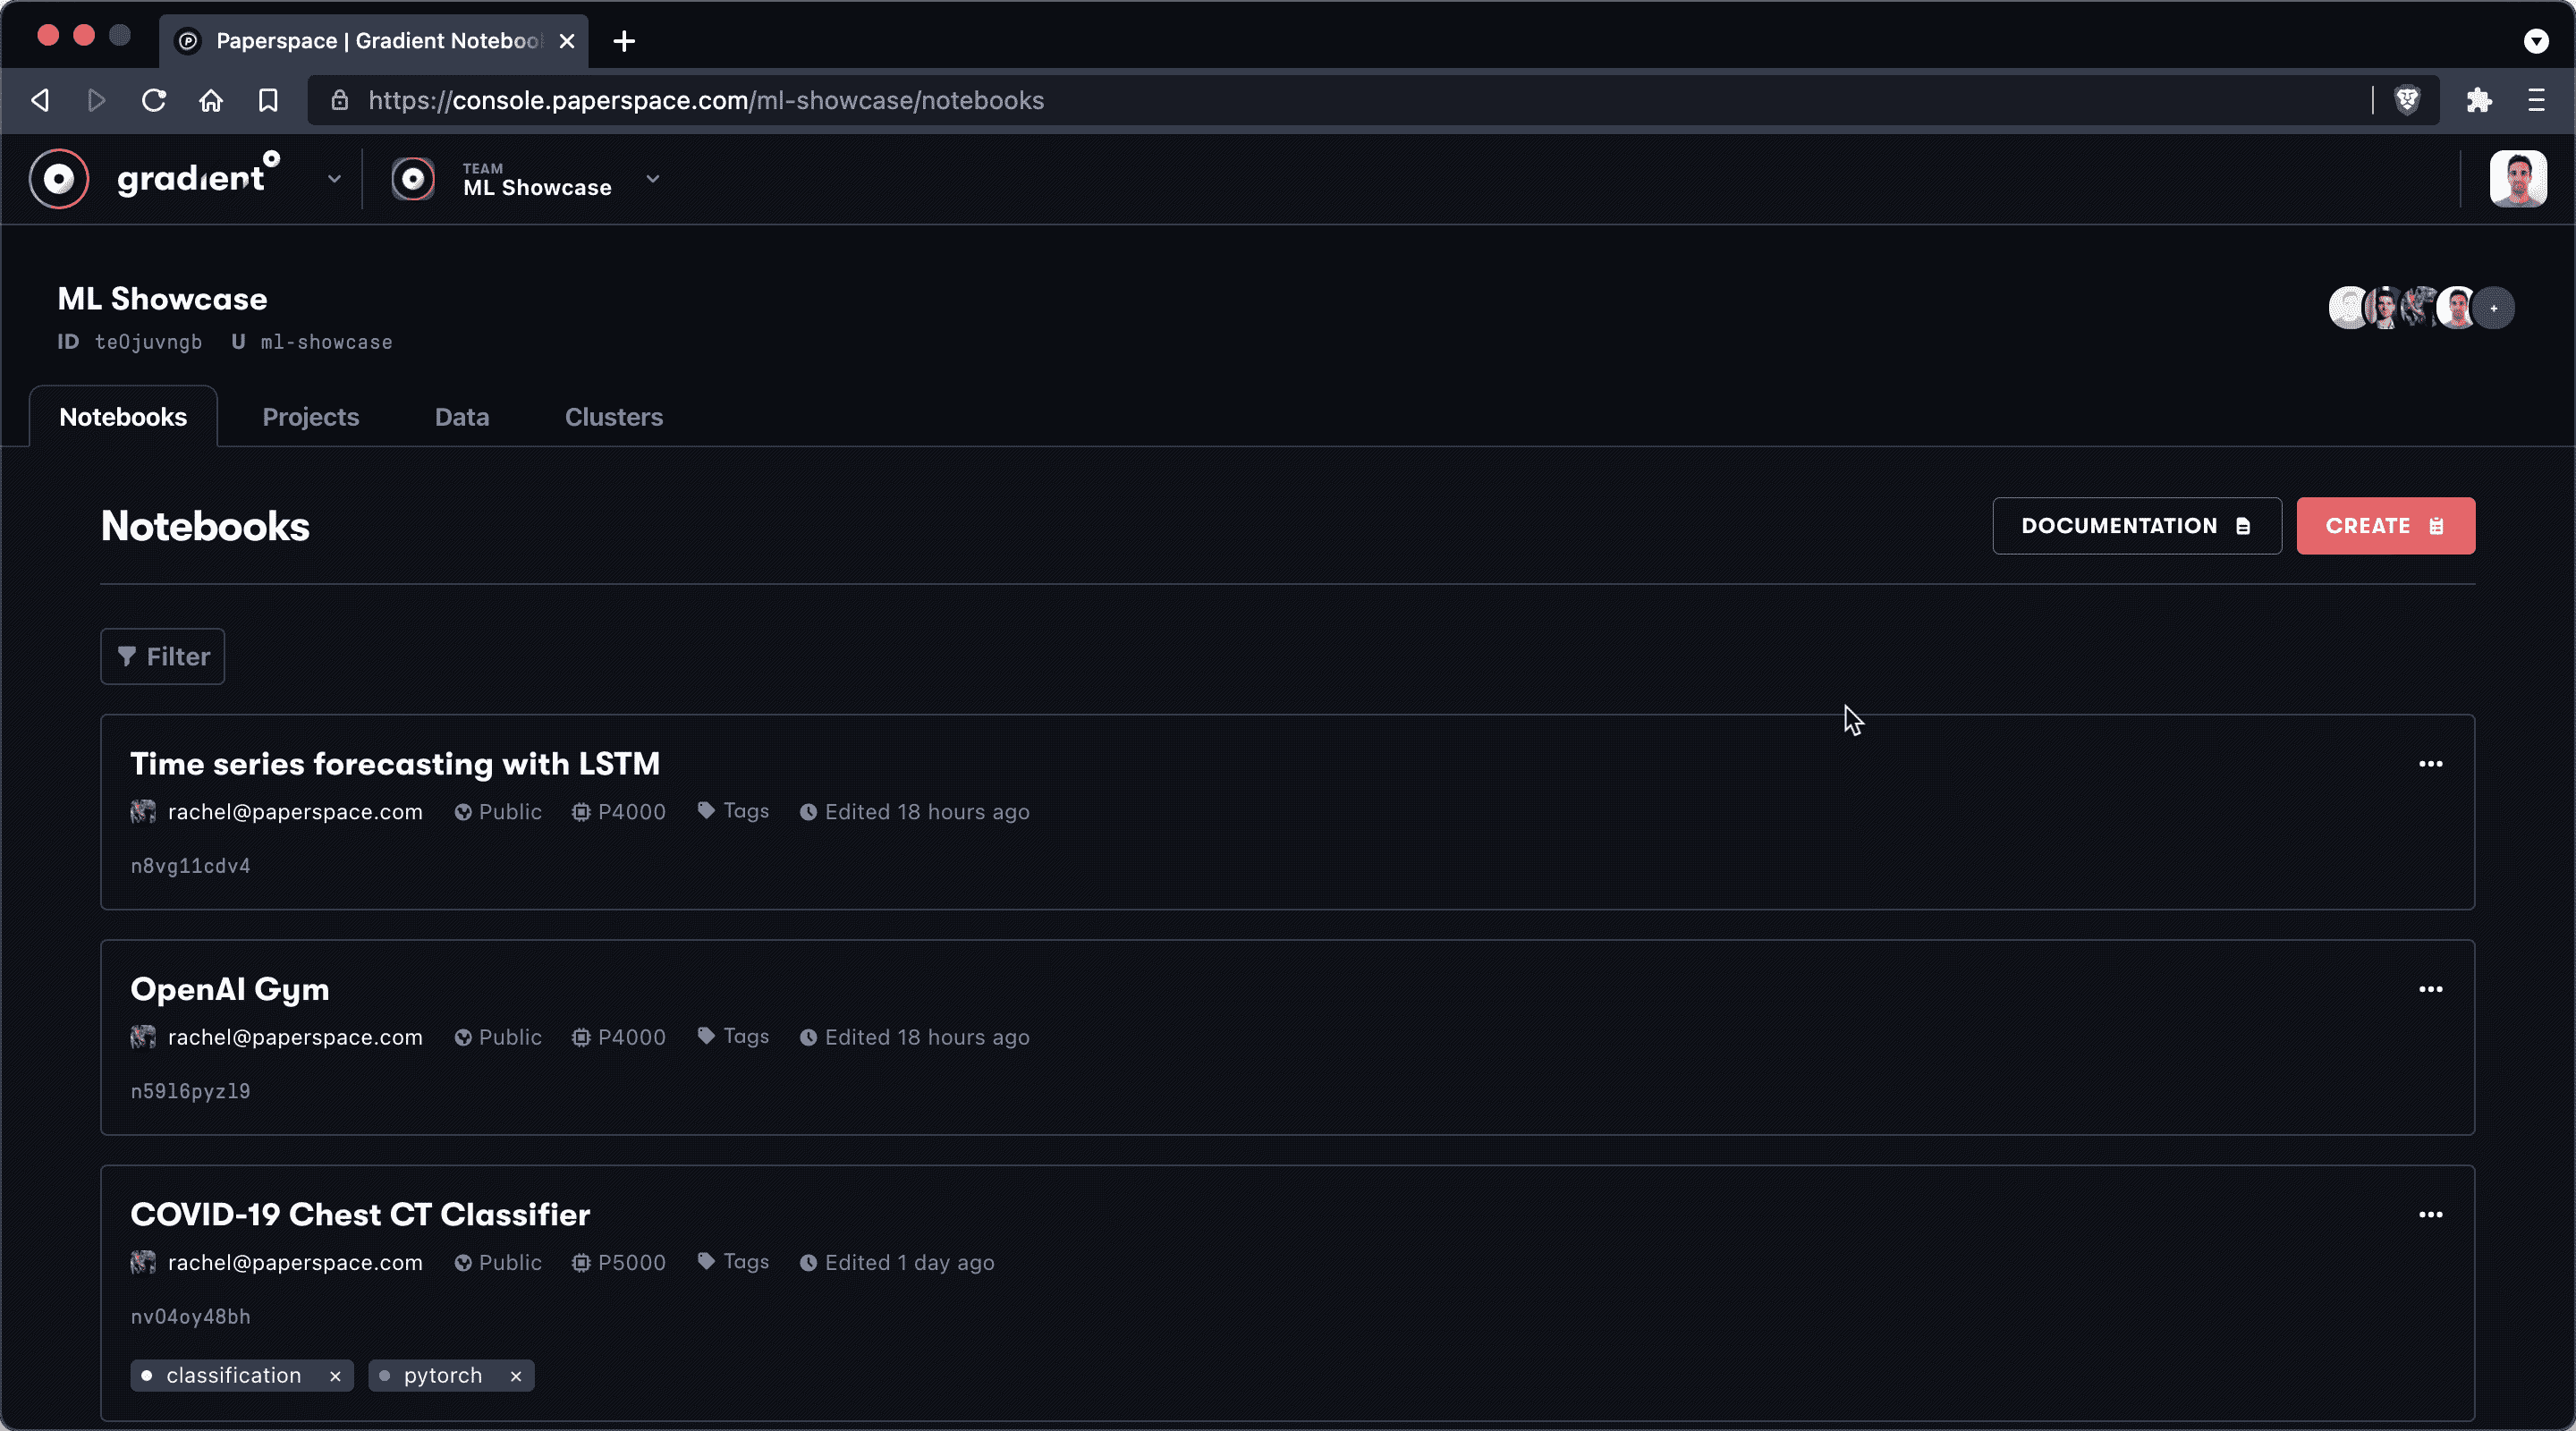 Paperspace | Gradient Noteboo
https://console.paperspace.com/ml-showcase/notebooks
gradient
TEAM
ML Showcase
ML Showcase
ID te0juvngb U ml-showcase
Notebooks Projects Data Clusters
Notebooks
DOCUMENTATION CREATE
Filter
Time series forecasting with LSTM
rachel@paperspace.com Public P4000 Tags Edited 18 hours ago
n8vg11cdv4
OpenAI Gym
rachel@paperspace.com Public P4000 Tags Edited 18 hours ago
n59l6pyzl9
COVID-19 Chest CT Classifier
rachel@paperspace.com Public P5000 Tags Edited 1 day ago
nv04oy48bh
classification × pytorch ×